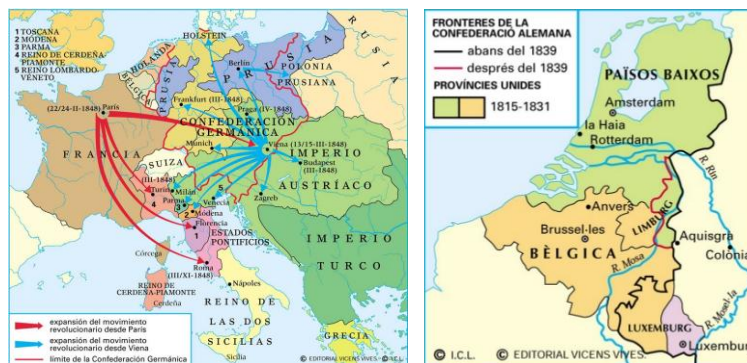 1 TOSCANA
2 MÓDENA
3 PARMA
4 REINO DE CERDEÑA-
PIAMONTE
5 REINO LOMBARDO-
VENETO
HOLSTEIN
HOLANDA
BÉLGICA
PRUSIA
Berlín
PRUSIA
POLONIA
PRUSIANA
RUSIA
París
(22/24-II-1848)
Frankfurt (III-1848)
Praga (IV-1848)
CONFEDERACIÓN
GERMÁNICA
Munich
Viena (13/15-III-1848)
FRANCIA
SUIZA
IMPERIO
AUSTRÍACO
Budapest
(III-1848)
(III-1848)
Turín
4
Milán
5
Venecia
Zagreb
Parma
3
2
Módena
Florencia
1
ESTADOS
PONTIFICIOS
Córcega
Roma
(III/XI-1848)
IMPERIO
TURCO
REINO DE
CERDEÑA-PIAMONTE
Cerdeña
Nápoles
REINO DE
LAS DOS
SICILIAS
Sicilia
GRECIA
expansión del movimiento
revolucionario desde París
expansión del movimiento
revolucionario desde Viena
límite de la Confederación Germánica
© EDITORIAL VICENS VIVES © I.C.L.
FRONTERES DE LA
CONFEDERACIÓ ALEMANA
abans del 1839
després del 1839
PROVÍNCIES UNIDES
1815-1831
PAÏSOS BAIXOS
Amsterdam
la Haia
Rotterdam
R. Rin
Anvers
LIMBURG
Brussel·les
BÈLGICA
Aquisgrà
Colònia
R. Mosa
R. Mosel·la
LUXEMBURG
Luxemburg
© I.C.L. © EDITORIAL VICENS VIVES